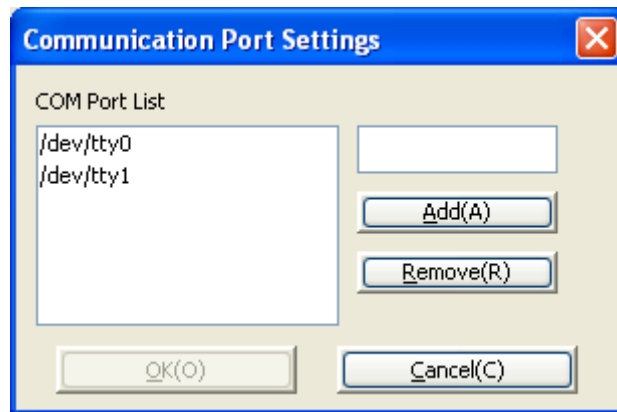 Communication Port Settings
COM Port List
/dev/tty0
/dev/tty1
Add(A)
Remove(R)
OK(O)
Cancel(C)